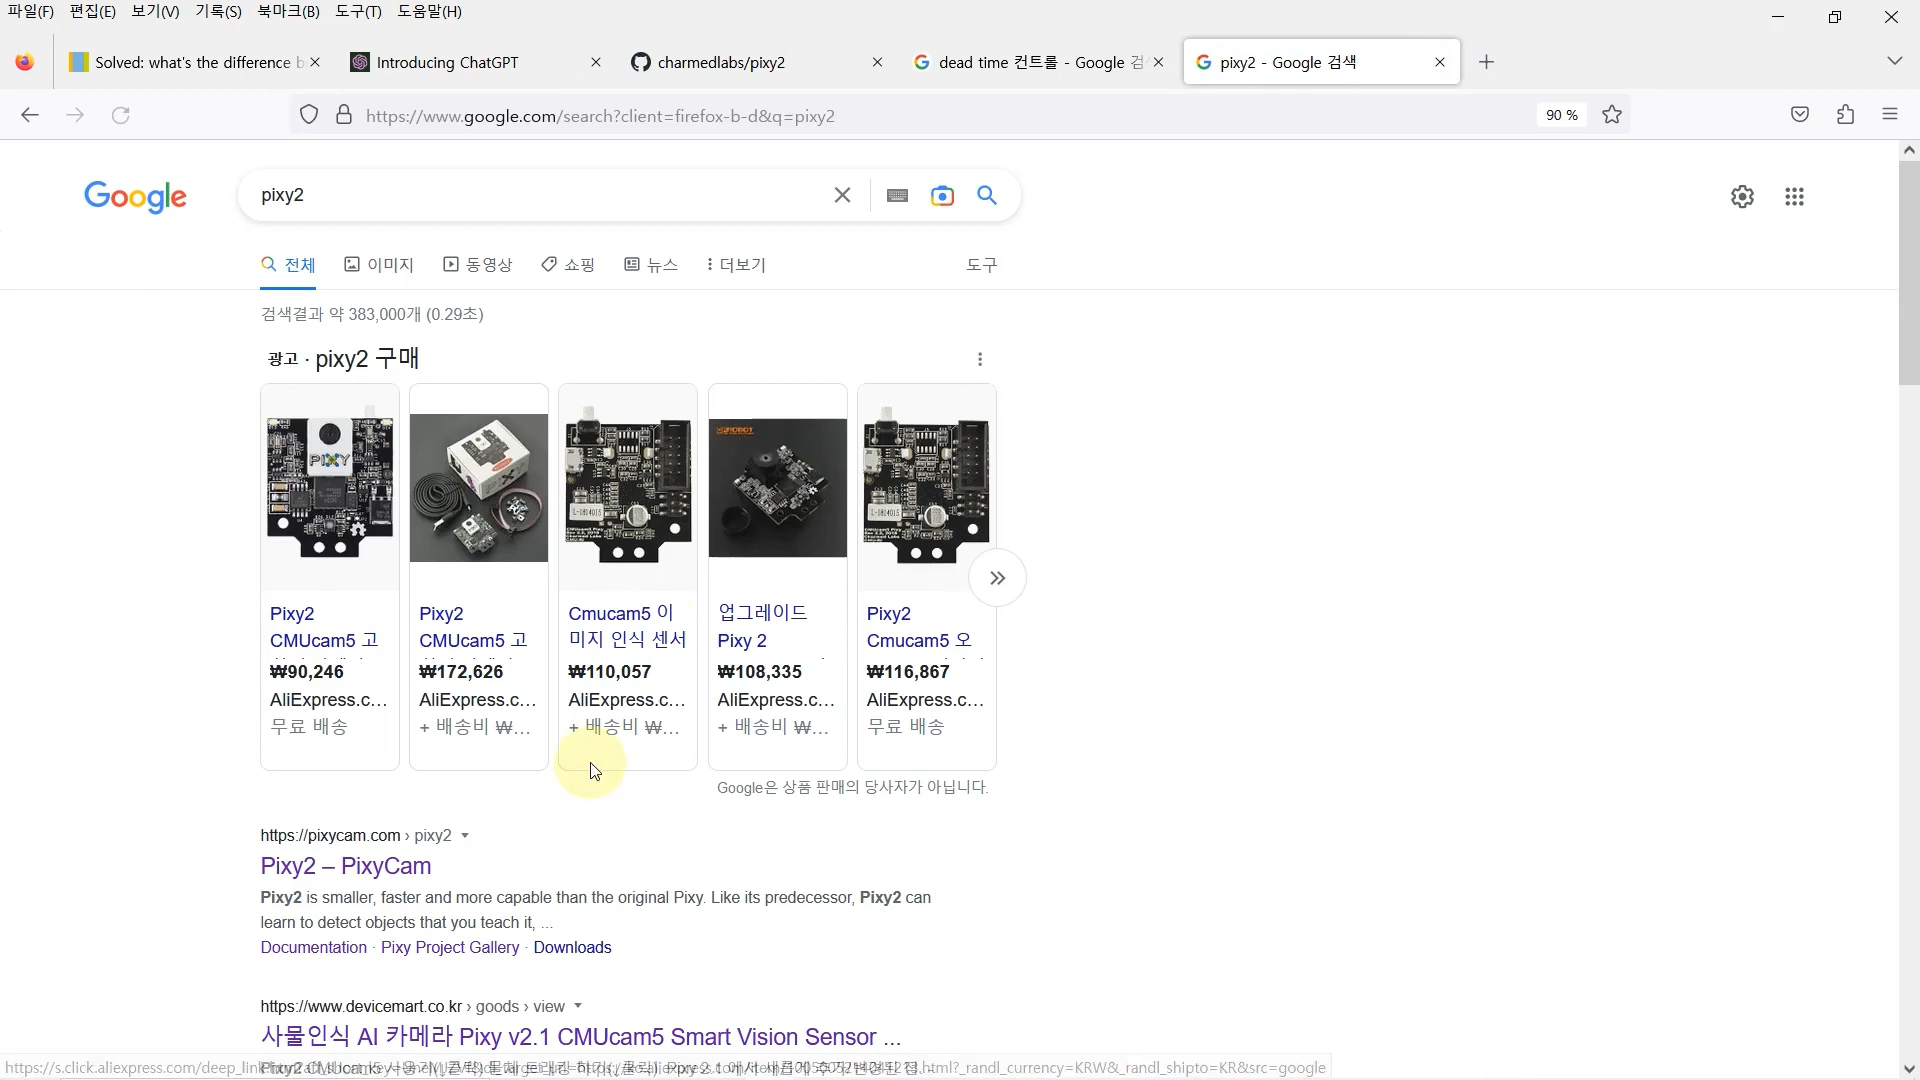 파일(F) 편집(E) 보기(V) 기록(S) 북마크(B) 도구(T) 도움말(H)
Solved: what's the difference b
Introducing ChatGPT
charmedlabs/pixy2
dead time 컨트롤 - Google 검
pixy2 - Google 검색
https://www.google.com/search?client=firefox-b-d&q=pixy2
90 %
Google
pixy2
전체 이미지 동영상 쇼핑 뉴스 더보기 도구
검색결과 약 383,000개 (0.29초)
광고 · pixy2 구매
PIXY
Pixy2
CMUcam5 고
₩90,246
AliExpress.c...
무료 배송
Pixy2
CMUcam5 고
₩172,626
AliExpress.c...
+ 배송비 ₩...
Cmucam5 이
미지 인식 센서
₩110,057
AliExpress.c...
+ 배송비 ₩...
업그레이드
Pixy 2
₩108,335
AliExpress.c...
+ 배송비 ₩...
Pixy2
Cmucam5 오
₩116,867
AliExpress.c...
무료 배송
Google은 상품 판매의 당사자가 아닙니다.
https://pixycam.com › pixy2
Pixy2 – PixyCam
Pixy2 is smaller, faster and more capable than the original Pixy. Like its predecessor, Pixy2 can
learn to detect objects that you teach it, ...
Documentation · Pixy Project Gallery · Downloads
https://www.devicemart.co.kr › goods › view
사물인식 AI 카메라 Pixy v2.1 CMUcam5 Smart Vision Sensor ...